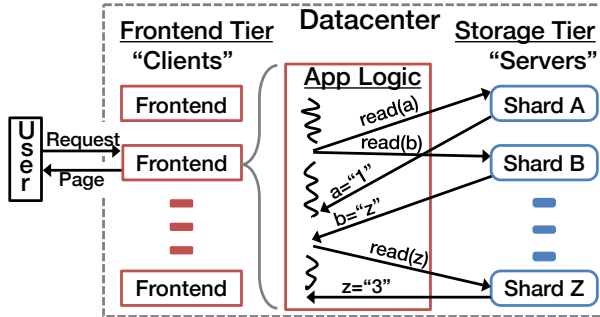 Datacenter
Frontend Tier
“Clients”
Storage Tier
“Servers”
App Logic
User
Request
Page
Frontend
Frontend
Frontend
read(a)
read(b)
a=“1”
b=“z”
read(z)
z=“3”
Shard A
Shard B
Shard Z